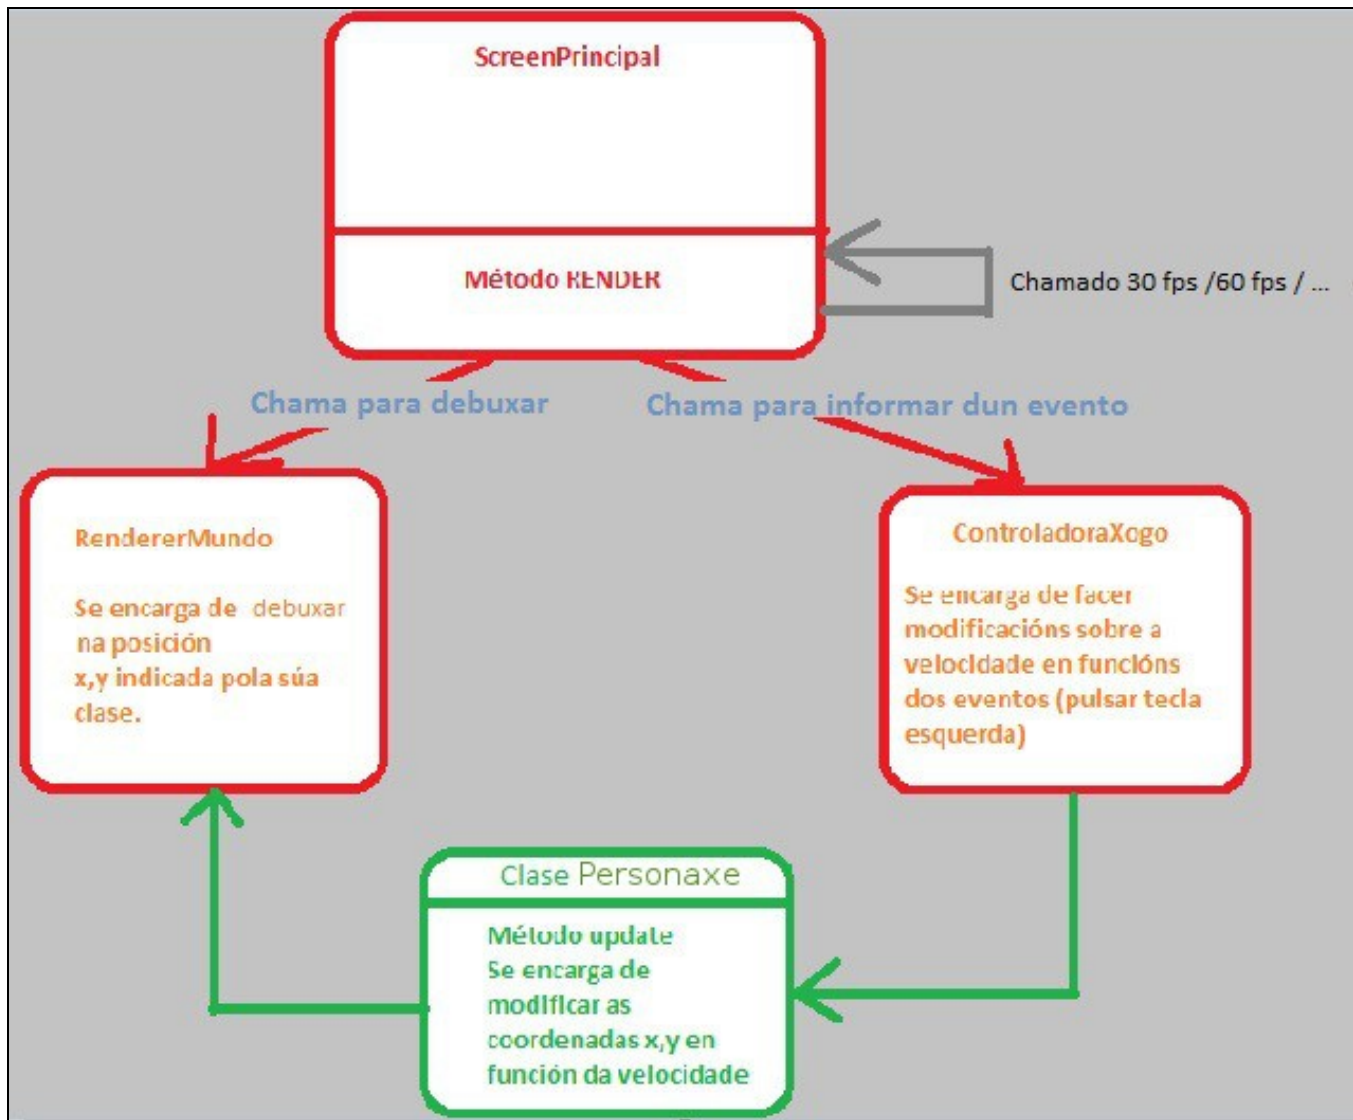 ScreenPrincipal
Método RENDER
Chamado 30 fps /60 fps / ...
Chama para debuxar
Chama para informar dun evento
RendererMundo
Se encarga de debuxar
na posición
x,y indicada pola súa
clase.
ControladoraXogo
Se encarga de facer
modificacións sobre a
velocidade en funcións
dos eventos (pulsar tecla
esquerda)
Clase Personaxe
Método update
Se encarga de
modificar as
coordenadas x,y en
función da velocidade